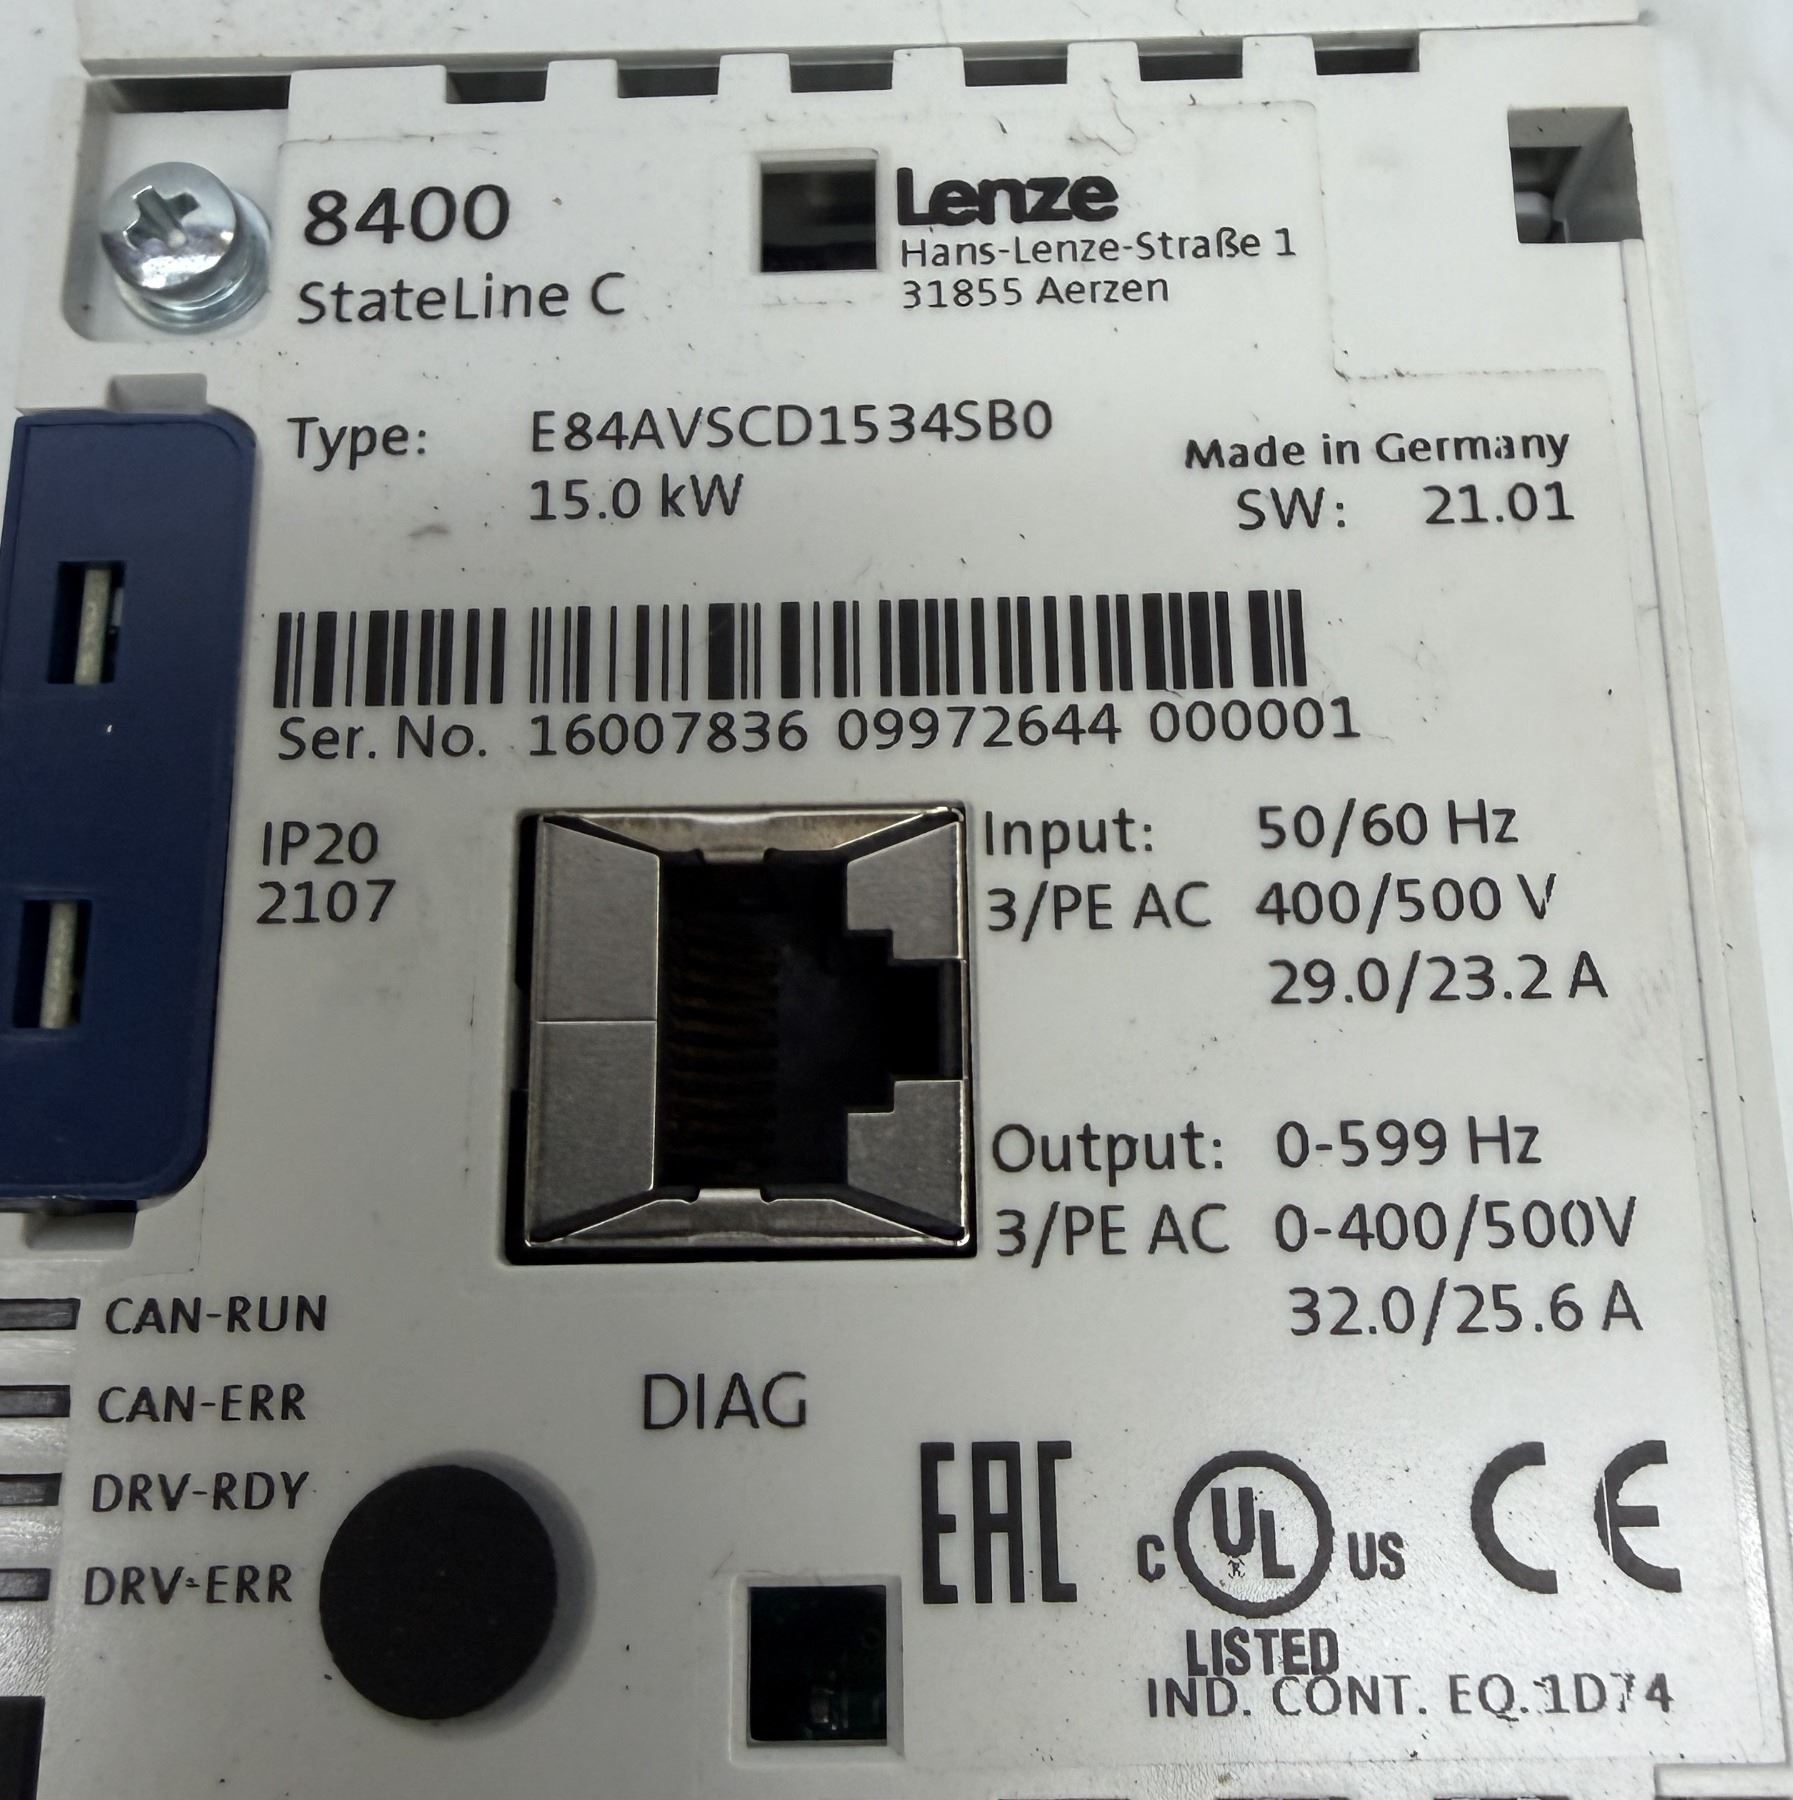 8400
StateLine C
Lenze
Hans-Lenze-Straße 1
31855 Aerzen
Type: E84AVSCD1534SB0
15.0 kW
Made in Germany
SW: 21.01
Ser. No. 16007836 09972644 000001
IP20
2107
Input: 50/60 Hz
3/PE AC 400/500 V
29.0/23.2 A
Output: 0-599 Hz
3/PE AC 0-400/500V
32.0/25.6 A
CAN-RUN
CAN-ERR
DRV-RDY
DRV-ERR
DIAG
EAC
C UL US
CE
LISTED
IND. CONT. EQ. 1D74